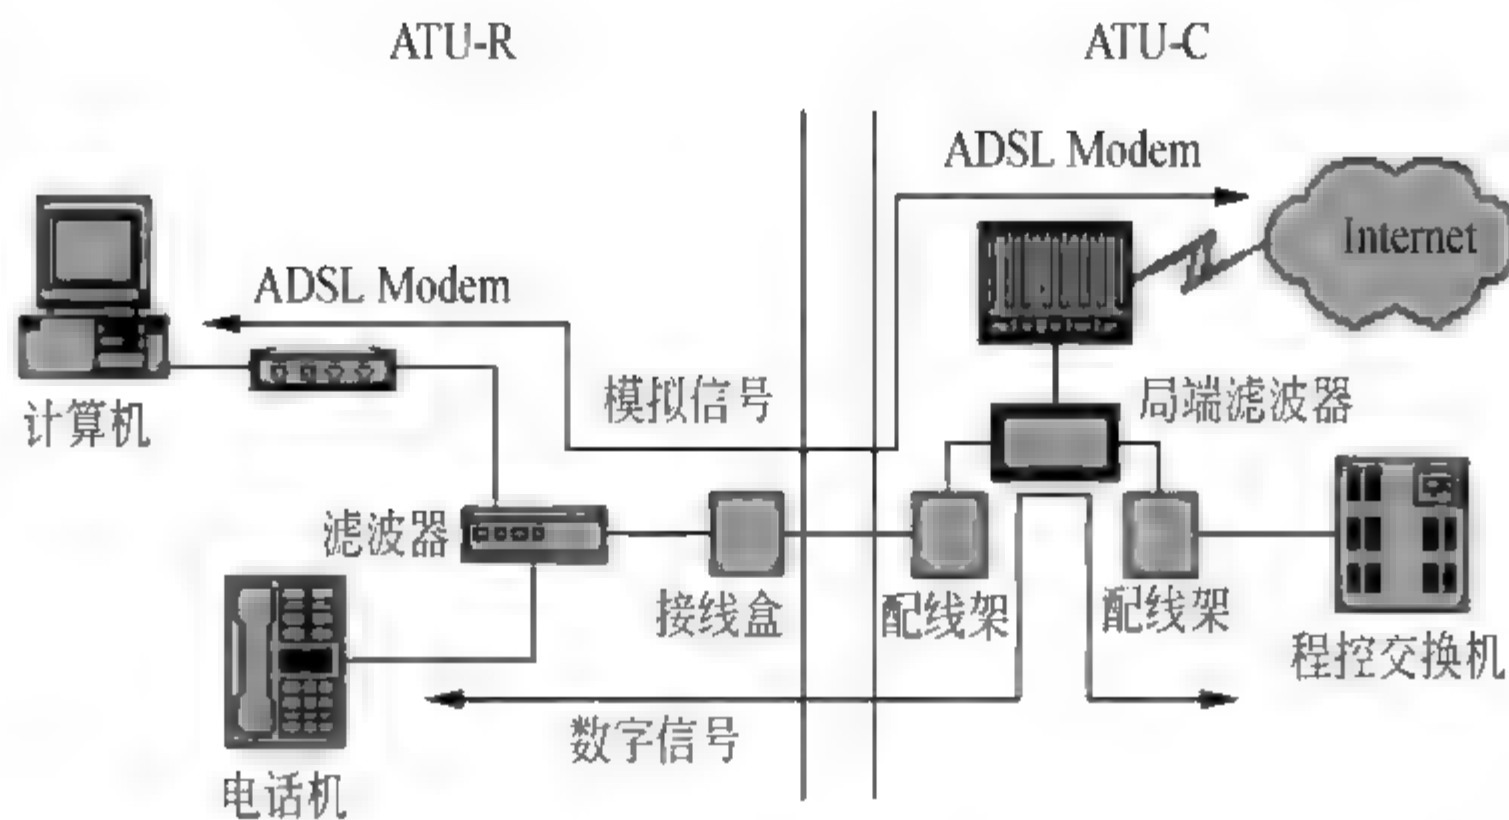 ATU-R
ATU-C
ADSL Modem
Internet
ADSL Modem
计算机
模拟信号
局端滤波器
滤波器
接线盒
配线架
配线架
程控交换机
数字信号
电话机